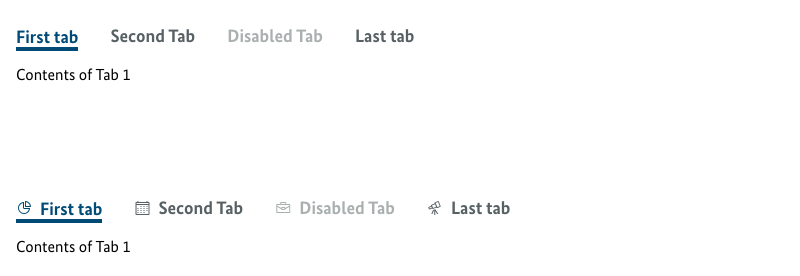 First tab Second Tab Disabled Tab Last tab
Contents of Tab 1
First tab Second Tab Disabled Tab Last tab
Contents of Tab 1